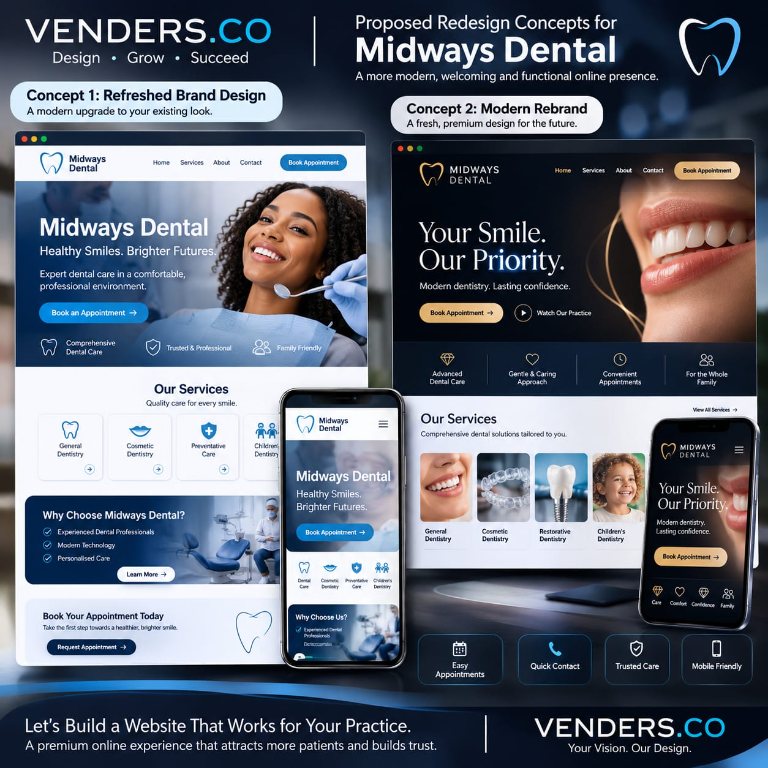 VENDERS.CO
Design • Grow • Succeed
Proposed Redesign Concepts for
Midways Dental
A more modern, welcoming and functional online presence.
Concept 1: Refreshed Brand Design
A modern upgrade to your existing look.
Midways
Dental
Home
Services
About
Contact
Book Appointment
Midways Dental
Healthy Smiles. Brighter Futures.
Expert dental care in a comfortable,
professional environment.
Book an Appointment →
Comprehensive
Dental Care
Trusted & Professional
Family Friendly
Our Services
Quality care for every smile.
General
Dentistry
Cosmetic
Dentistry
Preventative
Care
Children's
Dentistry
Why Choose Midways Dental?
Experienced Dental Professionals
Modern Technology
Personalised Care
Learn More →
Book Your Appointment Today
Take the first step towards a healthier, brighter smile.
Request Appointment →
Midways
Dental
Midways Dental
Healthy Smiles.
Brighter Futures.
Book Appointment →
Dental
Care
Cosmetic
Dentistry
Preventative
Care
Children's
Dentistry
Why Choose Us?
Experienced Dental
Professionals
Concept 2: Modern Rebrand
A fresh, premium design for the future.
MIDWAYS
DENTAL
Home
Services
About
Contact
Book Appointment
Your Smile.
Our Priority.
Modern dentistry. Lasting confidence.
Book Appointment →
Watch Our Practice
Advanced
Dental Care
Gentle & Caring
Approach
Convenient
Appointments
For the Whole
Family
View All Services →
Our Services
Comprehensive dental solutions tailored to you.
General
Dentistry
Cosmetic
Dentistry
Restorative
Dentistry
Children's
Dentistry
MIDWAYS
DENTAL
Your Smile.
Our Priority.
Modern dentistry.
Lasting confidence.
Book Appointment →
Care
Comfort
Confidence
Family
Easy
Appointments
Quick Contact
Trusted Care
Mobile Friendly
Let's Build a Website That Works for Your Practice.
A premium online experience that attracts more patients and builds trust.
VENDERS.CO
Your Vision. Our Design.